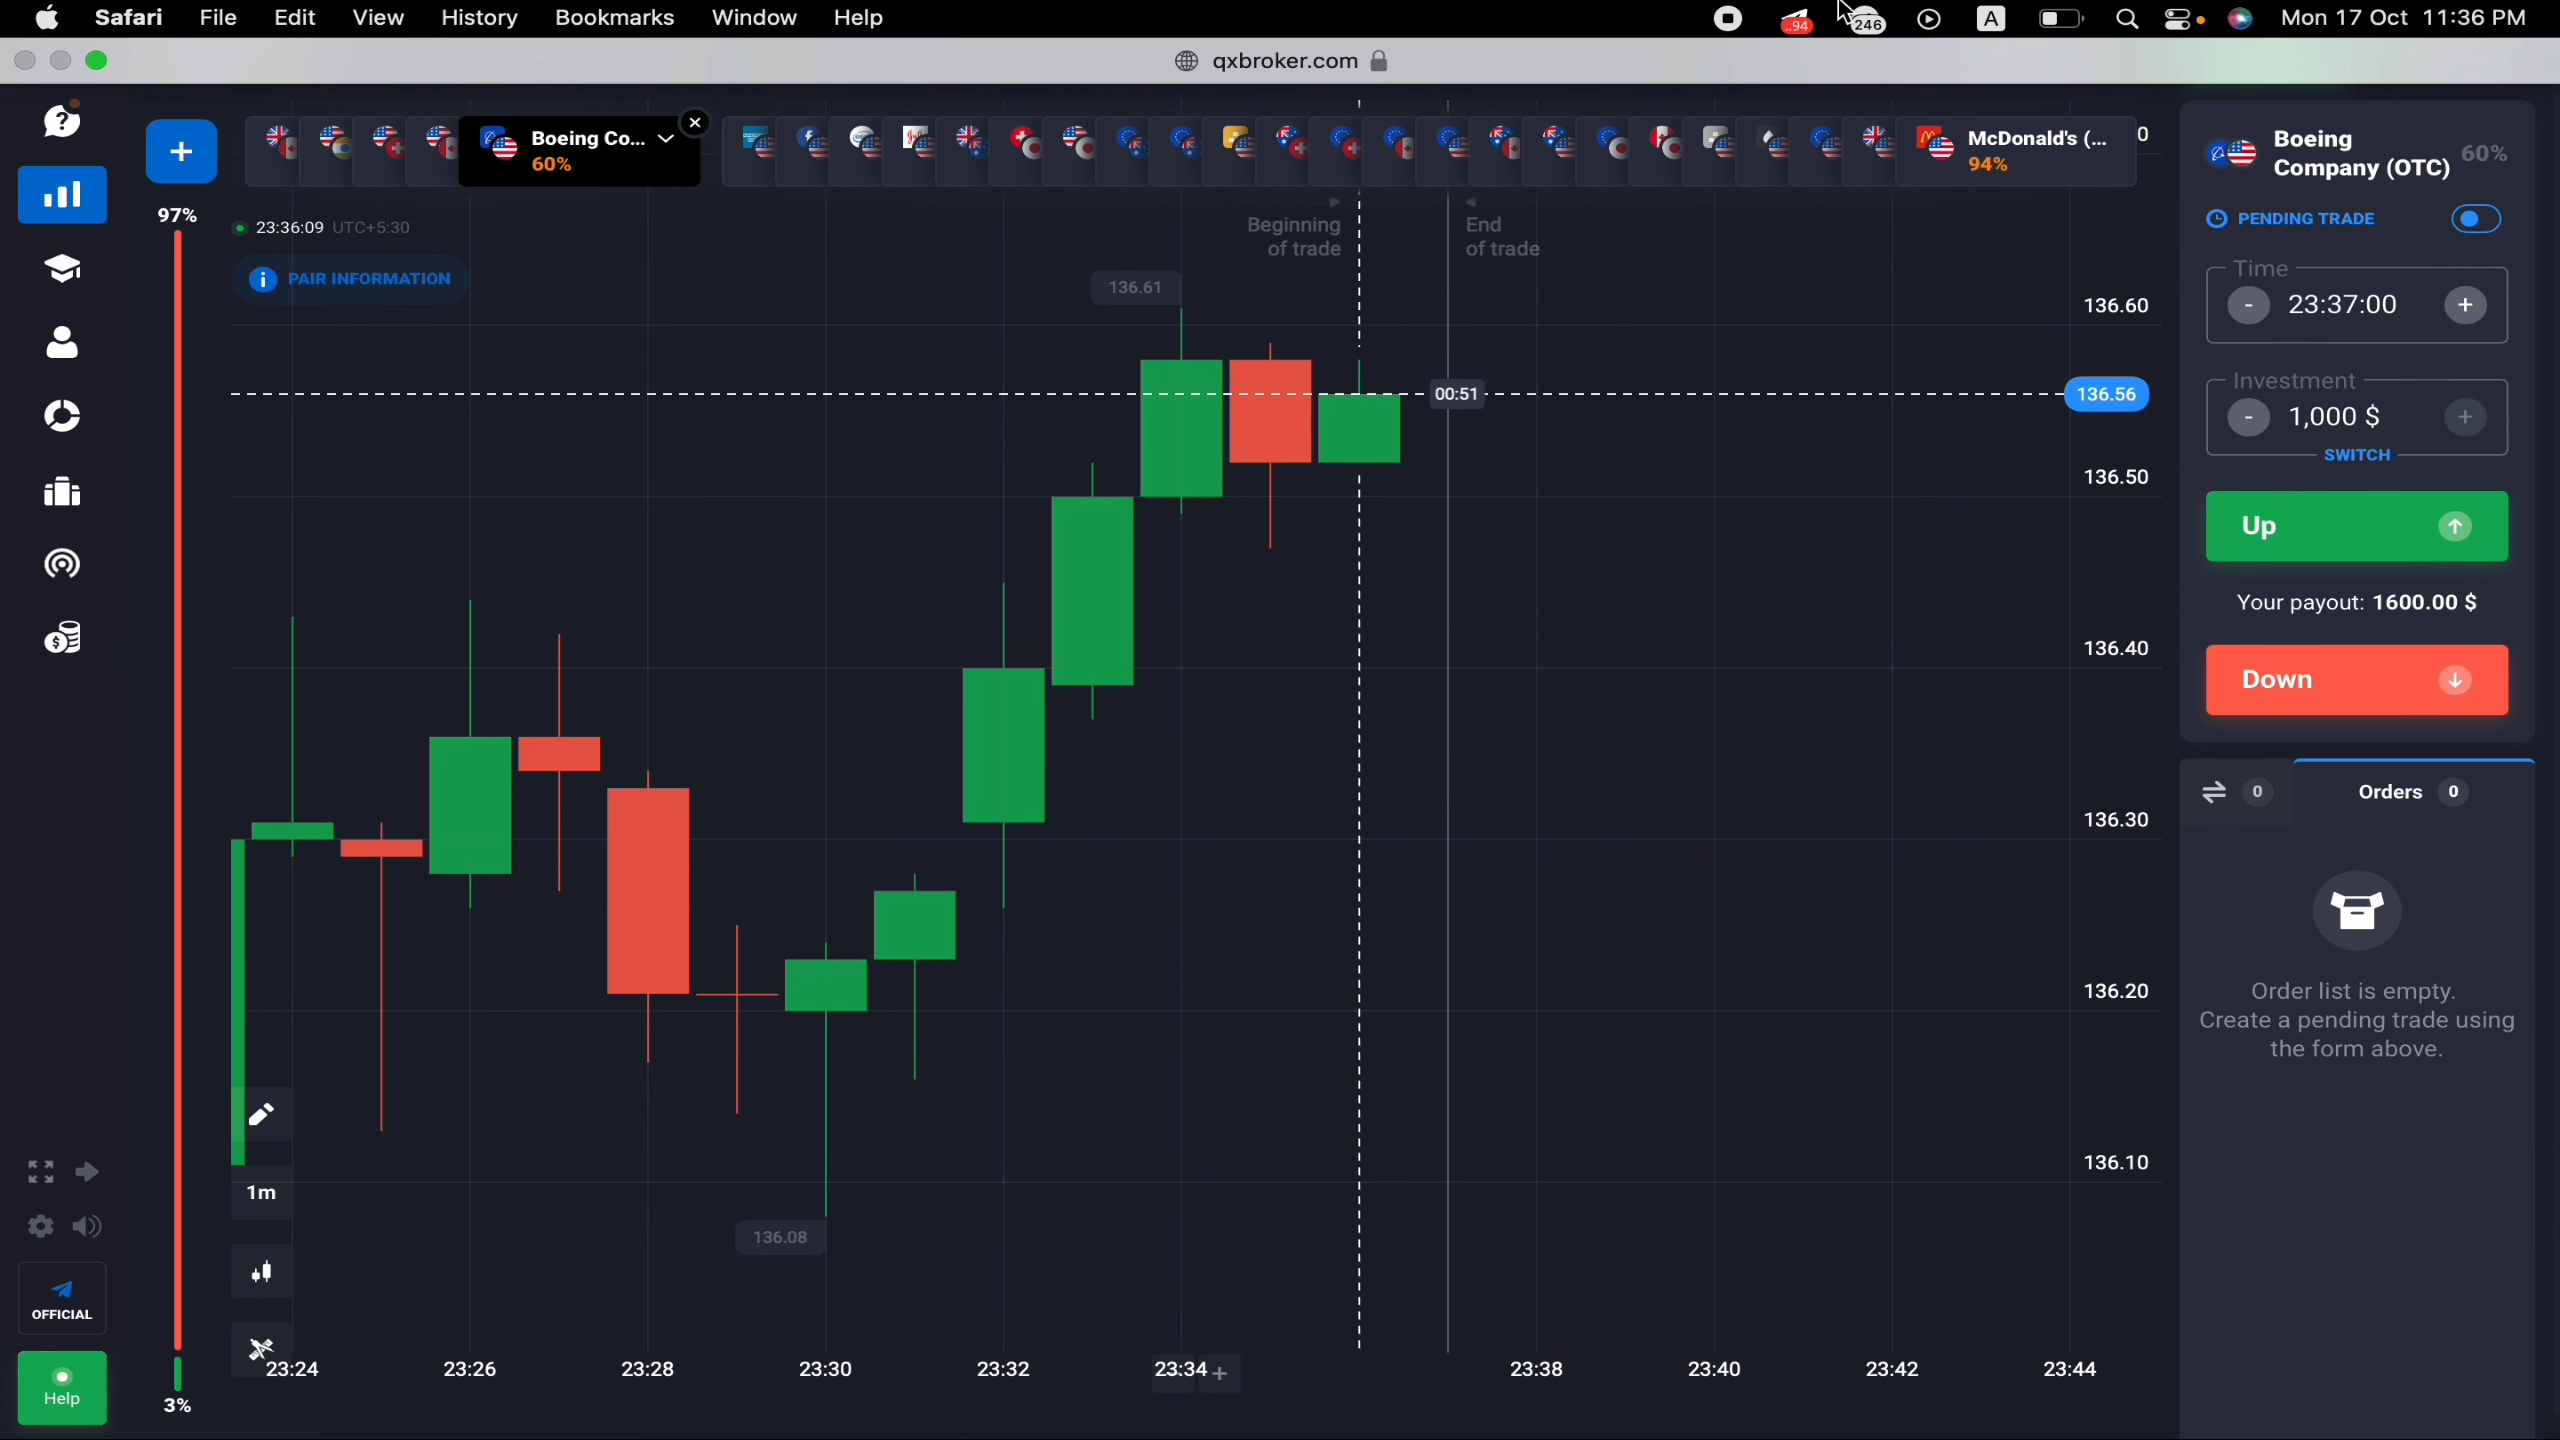 Safari File Edit View History Bookmarks Window Help
..94
246
A
Mon 17 Oct 11:36 PM
qxbroker.com
?
+
Boeing Co...
60%
McDonald's (...
94%
0
97%
23:36:09 UTC+5:30
PAIR INFORMATION
Beginning
of trade
End
of trade
136.61
136.60
00:51
136.56
136.50
136.40
136.30
136.20
136.10
136.08
1m
23:24
23:26
23:28
23:30
23:32
23:34
+
23:38
23:40
23:42
23:44
OFFICIAL
Help
3%
Boeing
Company (OTC)
60%
PENDING TRADE
Time
- 23:37:00 +
Investment
- 1,000 $ +
SWITCH
Up
Your payout: 1600.00 $
Down
0
Orders 0
Order list is empty.
Create a pending trade using
the form above.